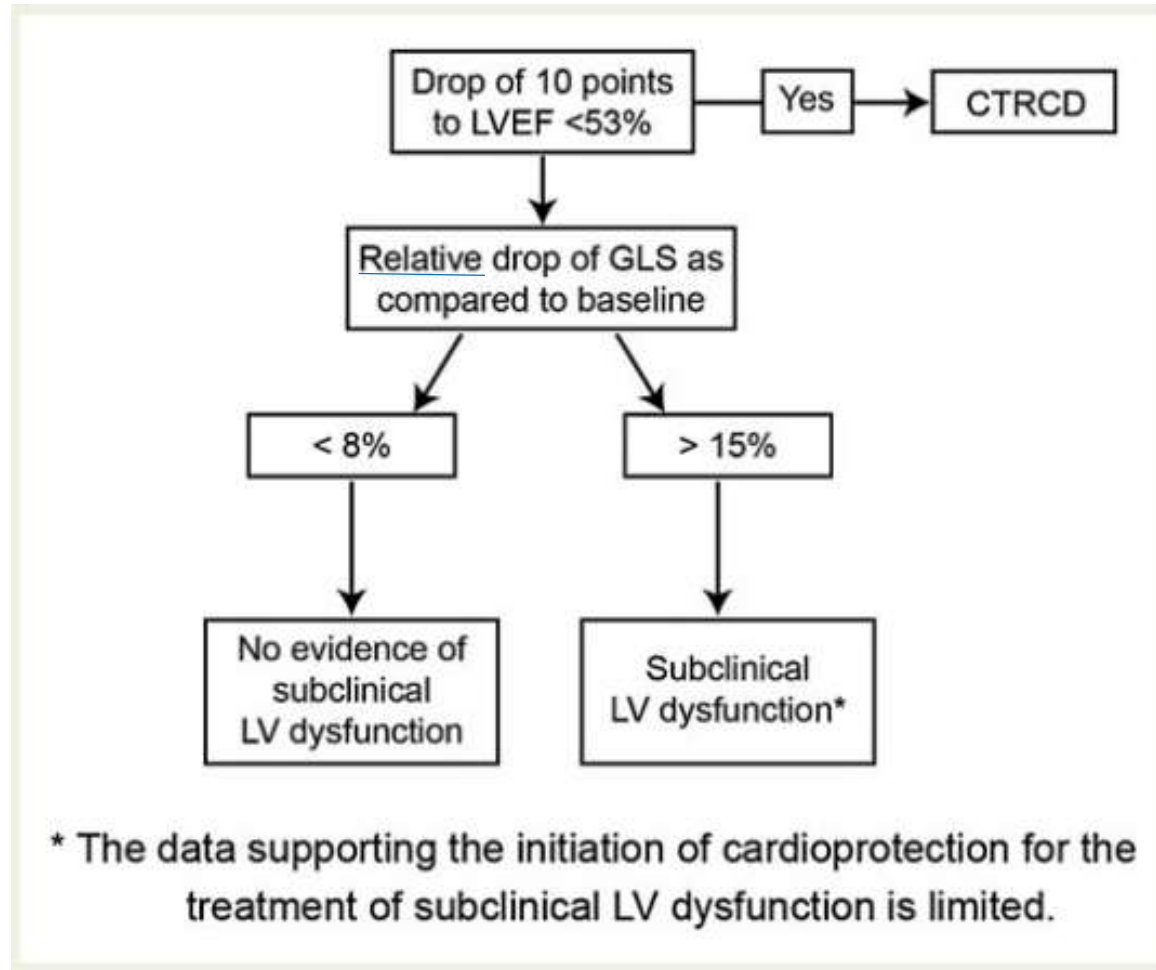 Drop of 10 points
to LVEF <53%
Yes
CTRCD
Relative drop of GLS as
compared to baseline
< 8%
> 15%
No evidence of
subclinical
LV dysfunction
Subclinical
LV dysfunction*
* The data supporting the initiation of cardioprotection for the
treatment of subclinical LV dysfunction is limited.